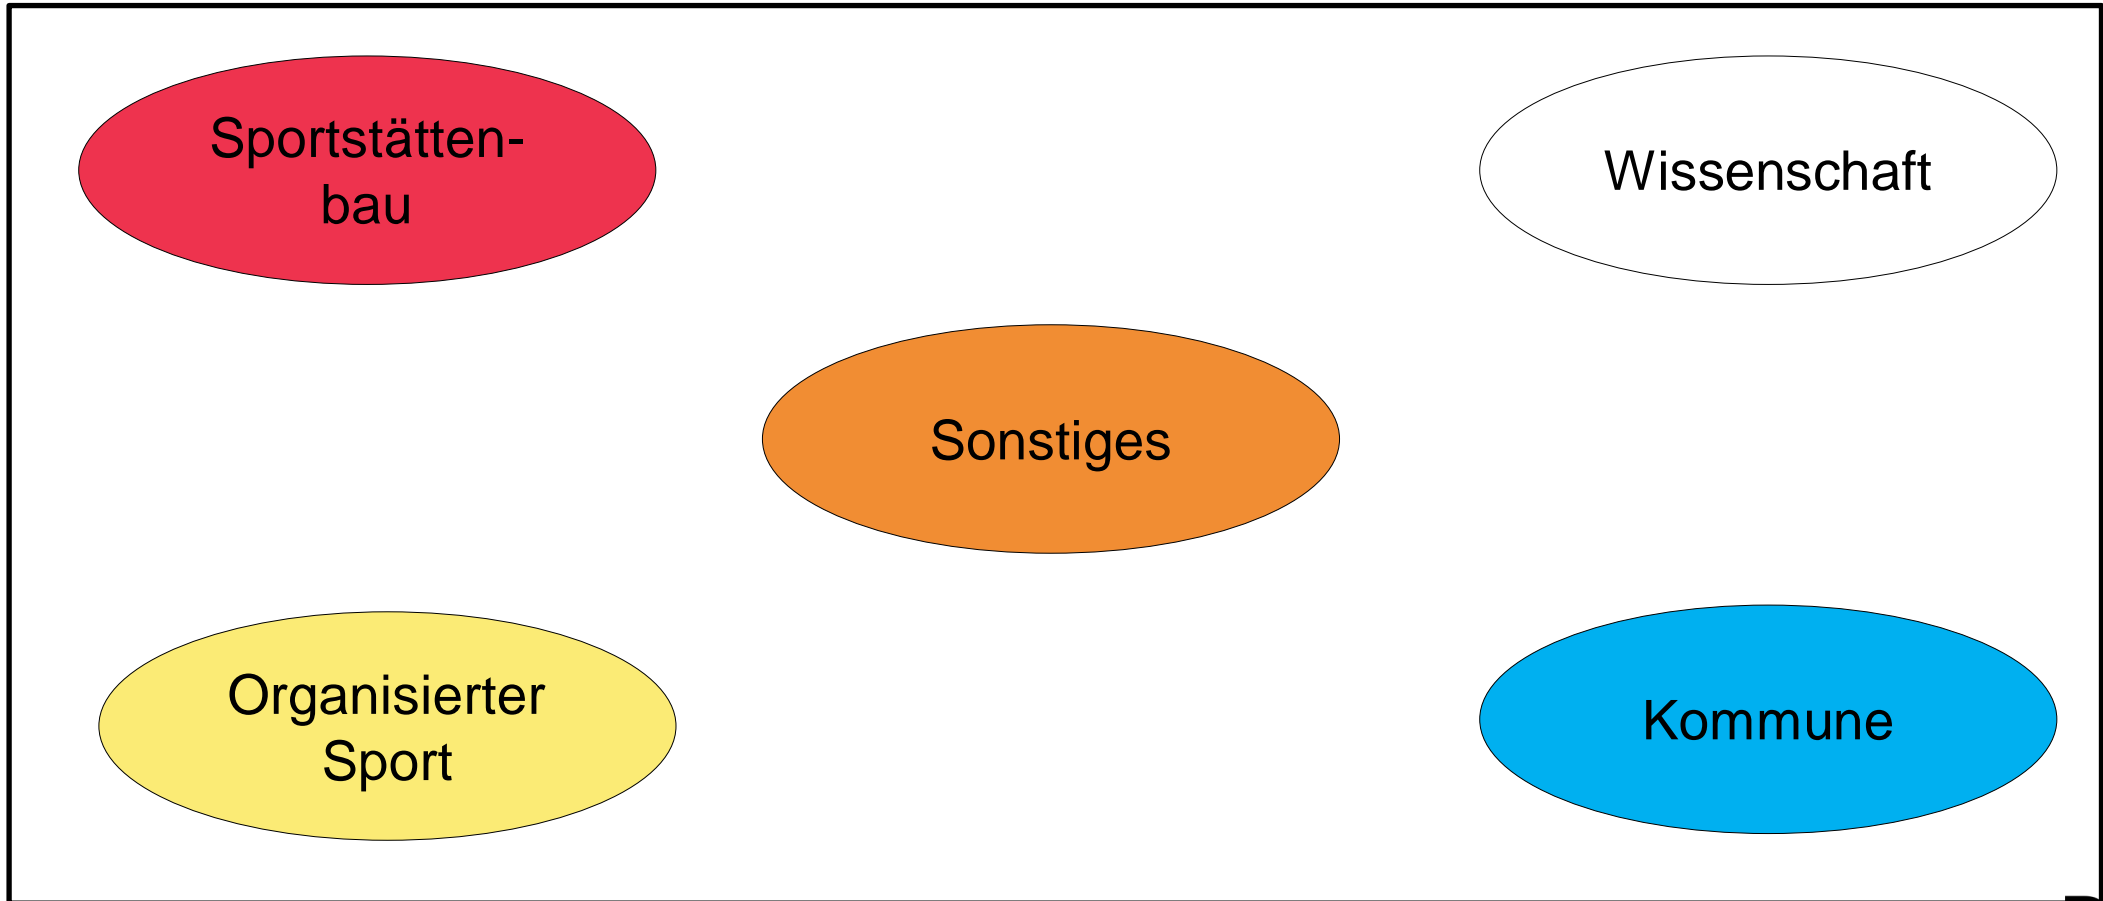 Sportstätten-
bau
Wissenschaft
Sonstiges
Organisierter
Sport
Kommune